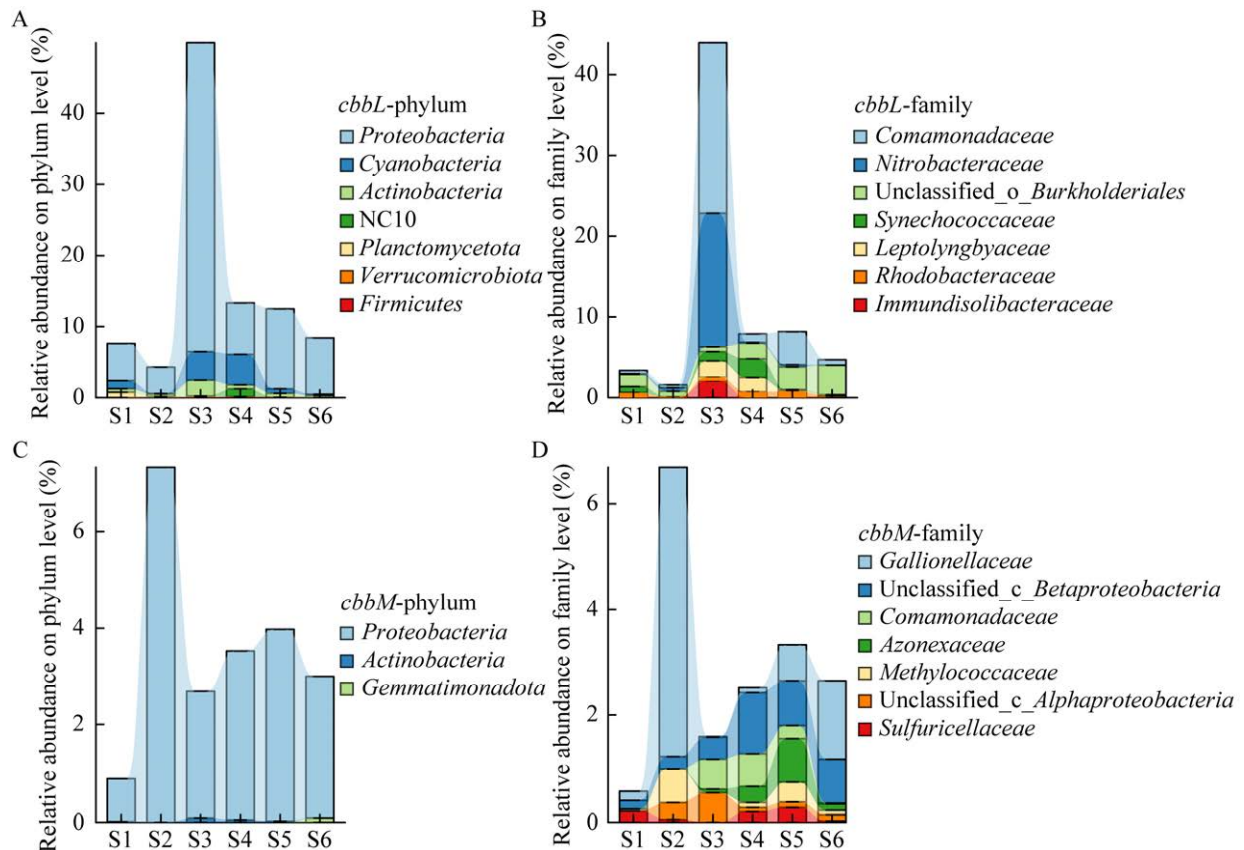 A
Relative abundance on phylum level (%)
40
30
20
10
0
S1 S2 S3 S4 S5 S6
cbbL-phylum
Proteobacteria
Cyanobacteria
Actinobacteria
NC10
Planctomycetota
Verrucomicrobiota
Firmicutes
B
Relative abundance on family level (%)
40
30
20
10
0
S1 S2 S3 S4 S5 S6
cbbL-family
Comamonadaceae
Nitrobacteraceae
Unclassified_o_Burkholderiales
Synechococcaceae
Leptolyngbyaceae
Rhodobacteraceae
Immundisolibacteraceae
C
Relative abundance on phylum level (%)
6
4
2
0
S1 S2 S3 S4 S5 S6
cbbM-phylum
Proteobacteria
Actinobacteria
Gemmatimonadota
D
Relative abundance on family level (%)
6
4
2
0
S1 S2 S3 S4 S5 S6
cbbM-family
Gallionellaceae
Unclassified_c_Betaproteobacteria
Comamonadaceae
Azonexaceae
Methylococcaceae
Unclassified_c_Alphaproteobacteria
Sulfuricellaceae